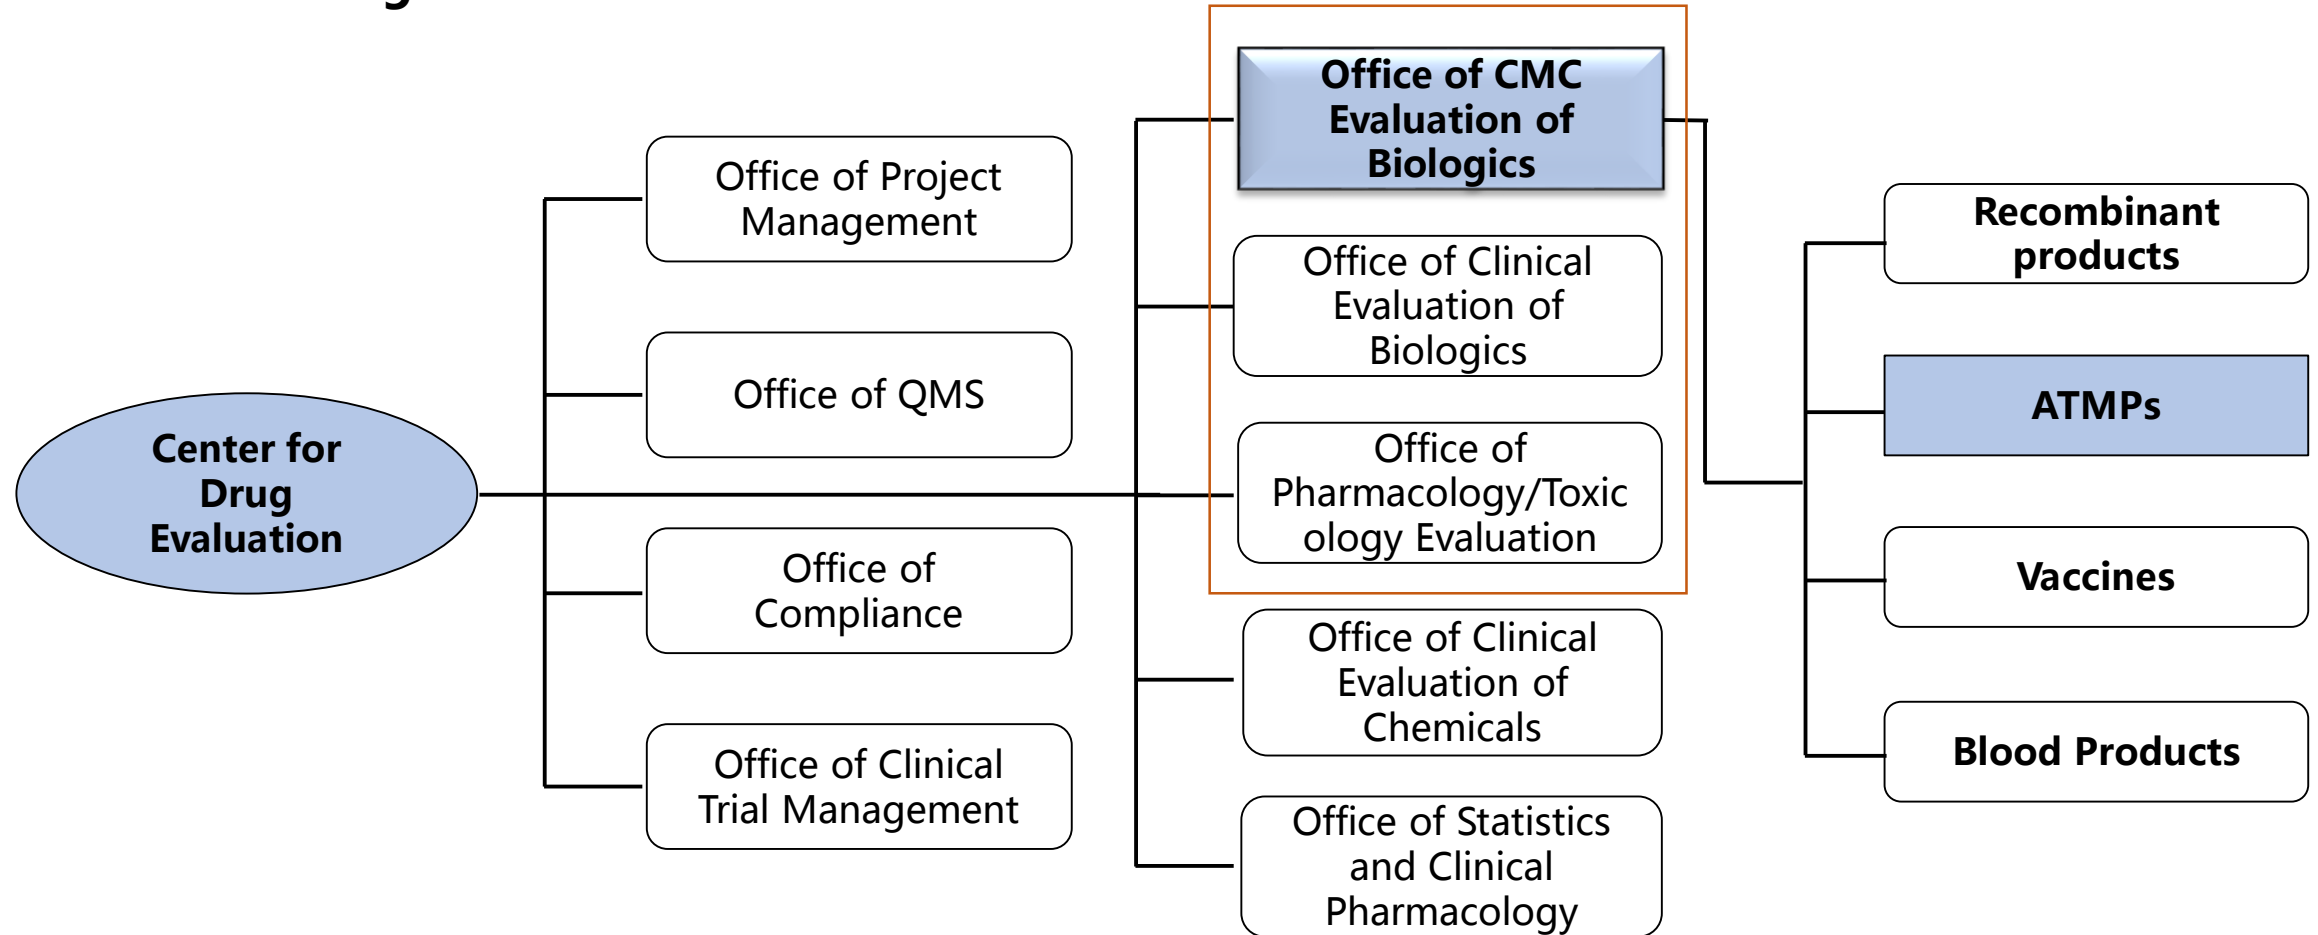 Center for
Drug
Evaluation
Office of Project
Management
Office of QMS
Office of
Compliance
Office of Clinical
Trial Management
Office of CMC
Evaluation of
Biologics
Office of Clinical
Evaluation of
Biologics
Office of
Pharmacology/Toxic
ology Evaluation
Office of Clinical
Evaluation of
Chemicals
Office of Statistics
and Clinical
Pharmacology
Recombinant
products
ATMPs
Vaccines
Blood Products